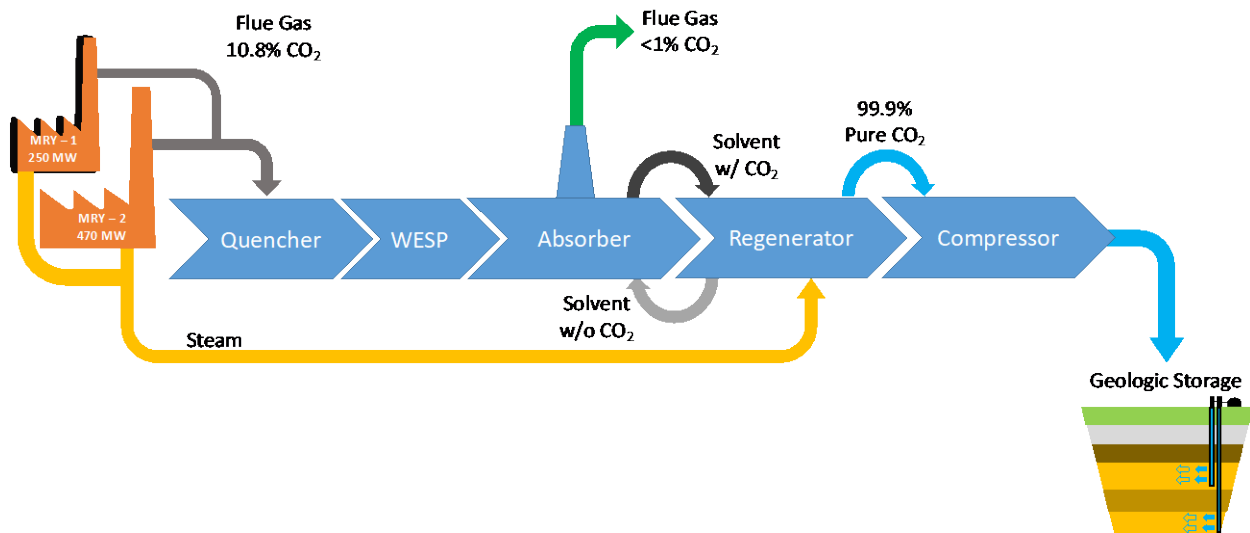 Flue Gas
10.8% CO₂
Flue Gas
<1% CO₂
MRY – 1
250 MW
MRY – 2
470 MW
Solvent
w/ CO₂
99.9%
Pure CO₂
Quencher
WESP
Absorber
Regenerator
Compressor
Solvent
w/o CO₂
Steam
Geologic Storage